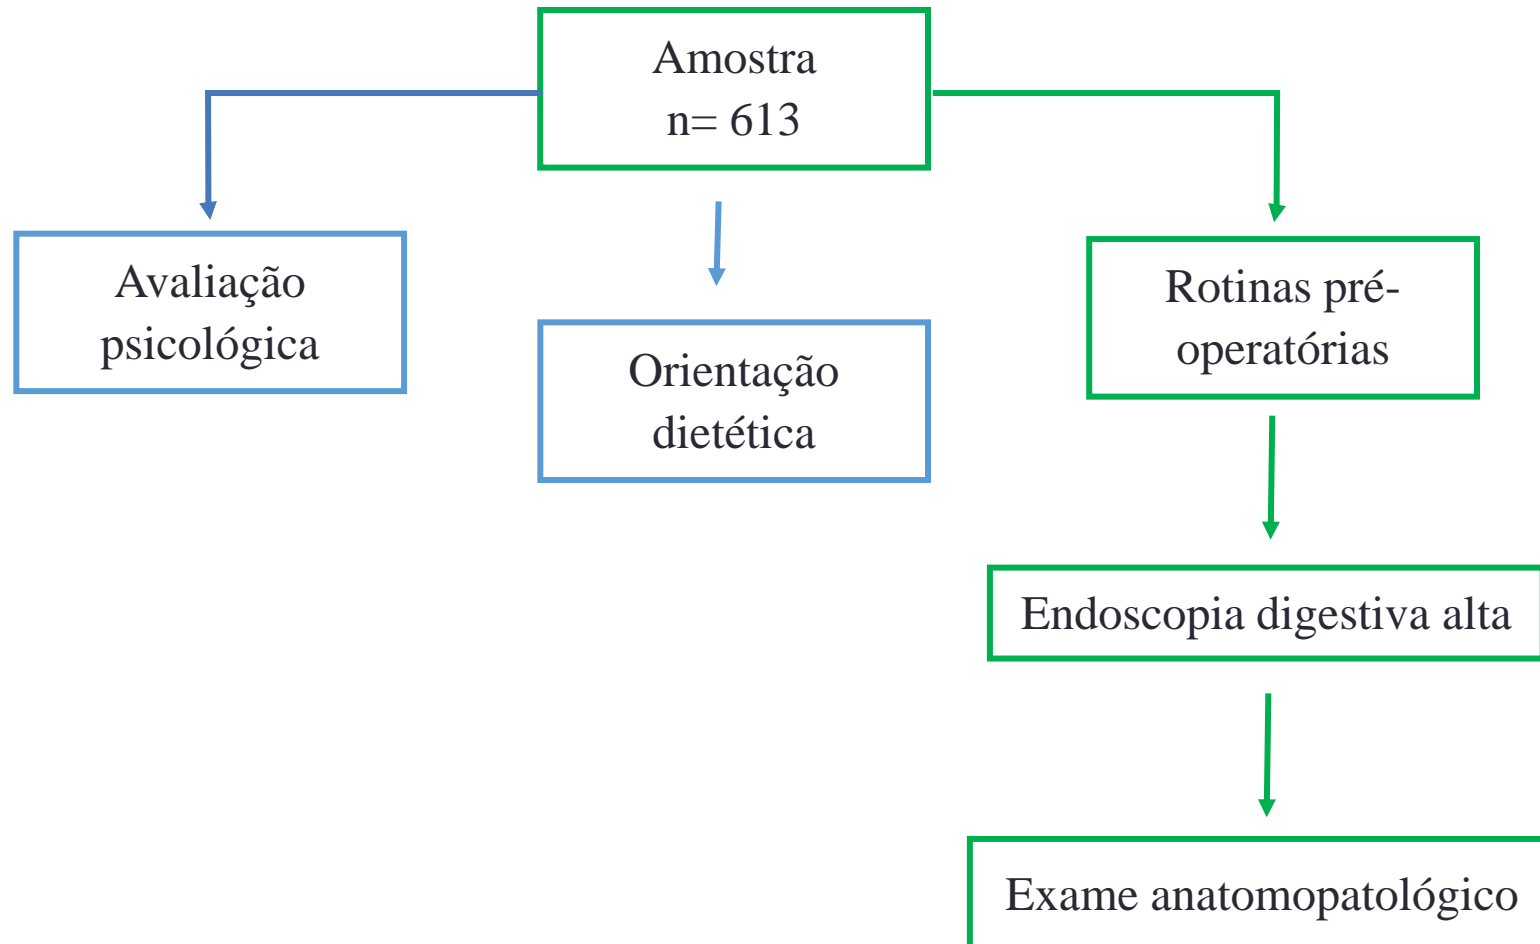 Amostra
n= 613
Avaliação
psicológica
Orientação
dietética
Rotinas pré-
operatórias
Endoscopia digestiva alta
Exame anatomopatológico